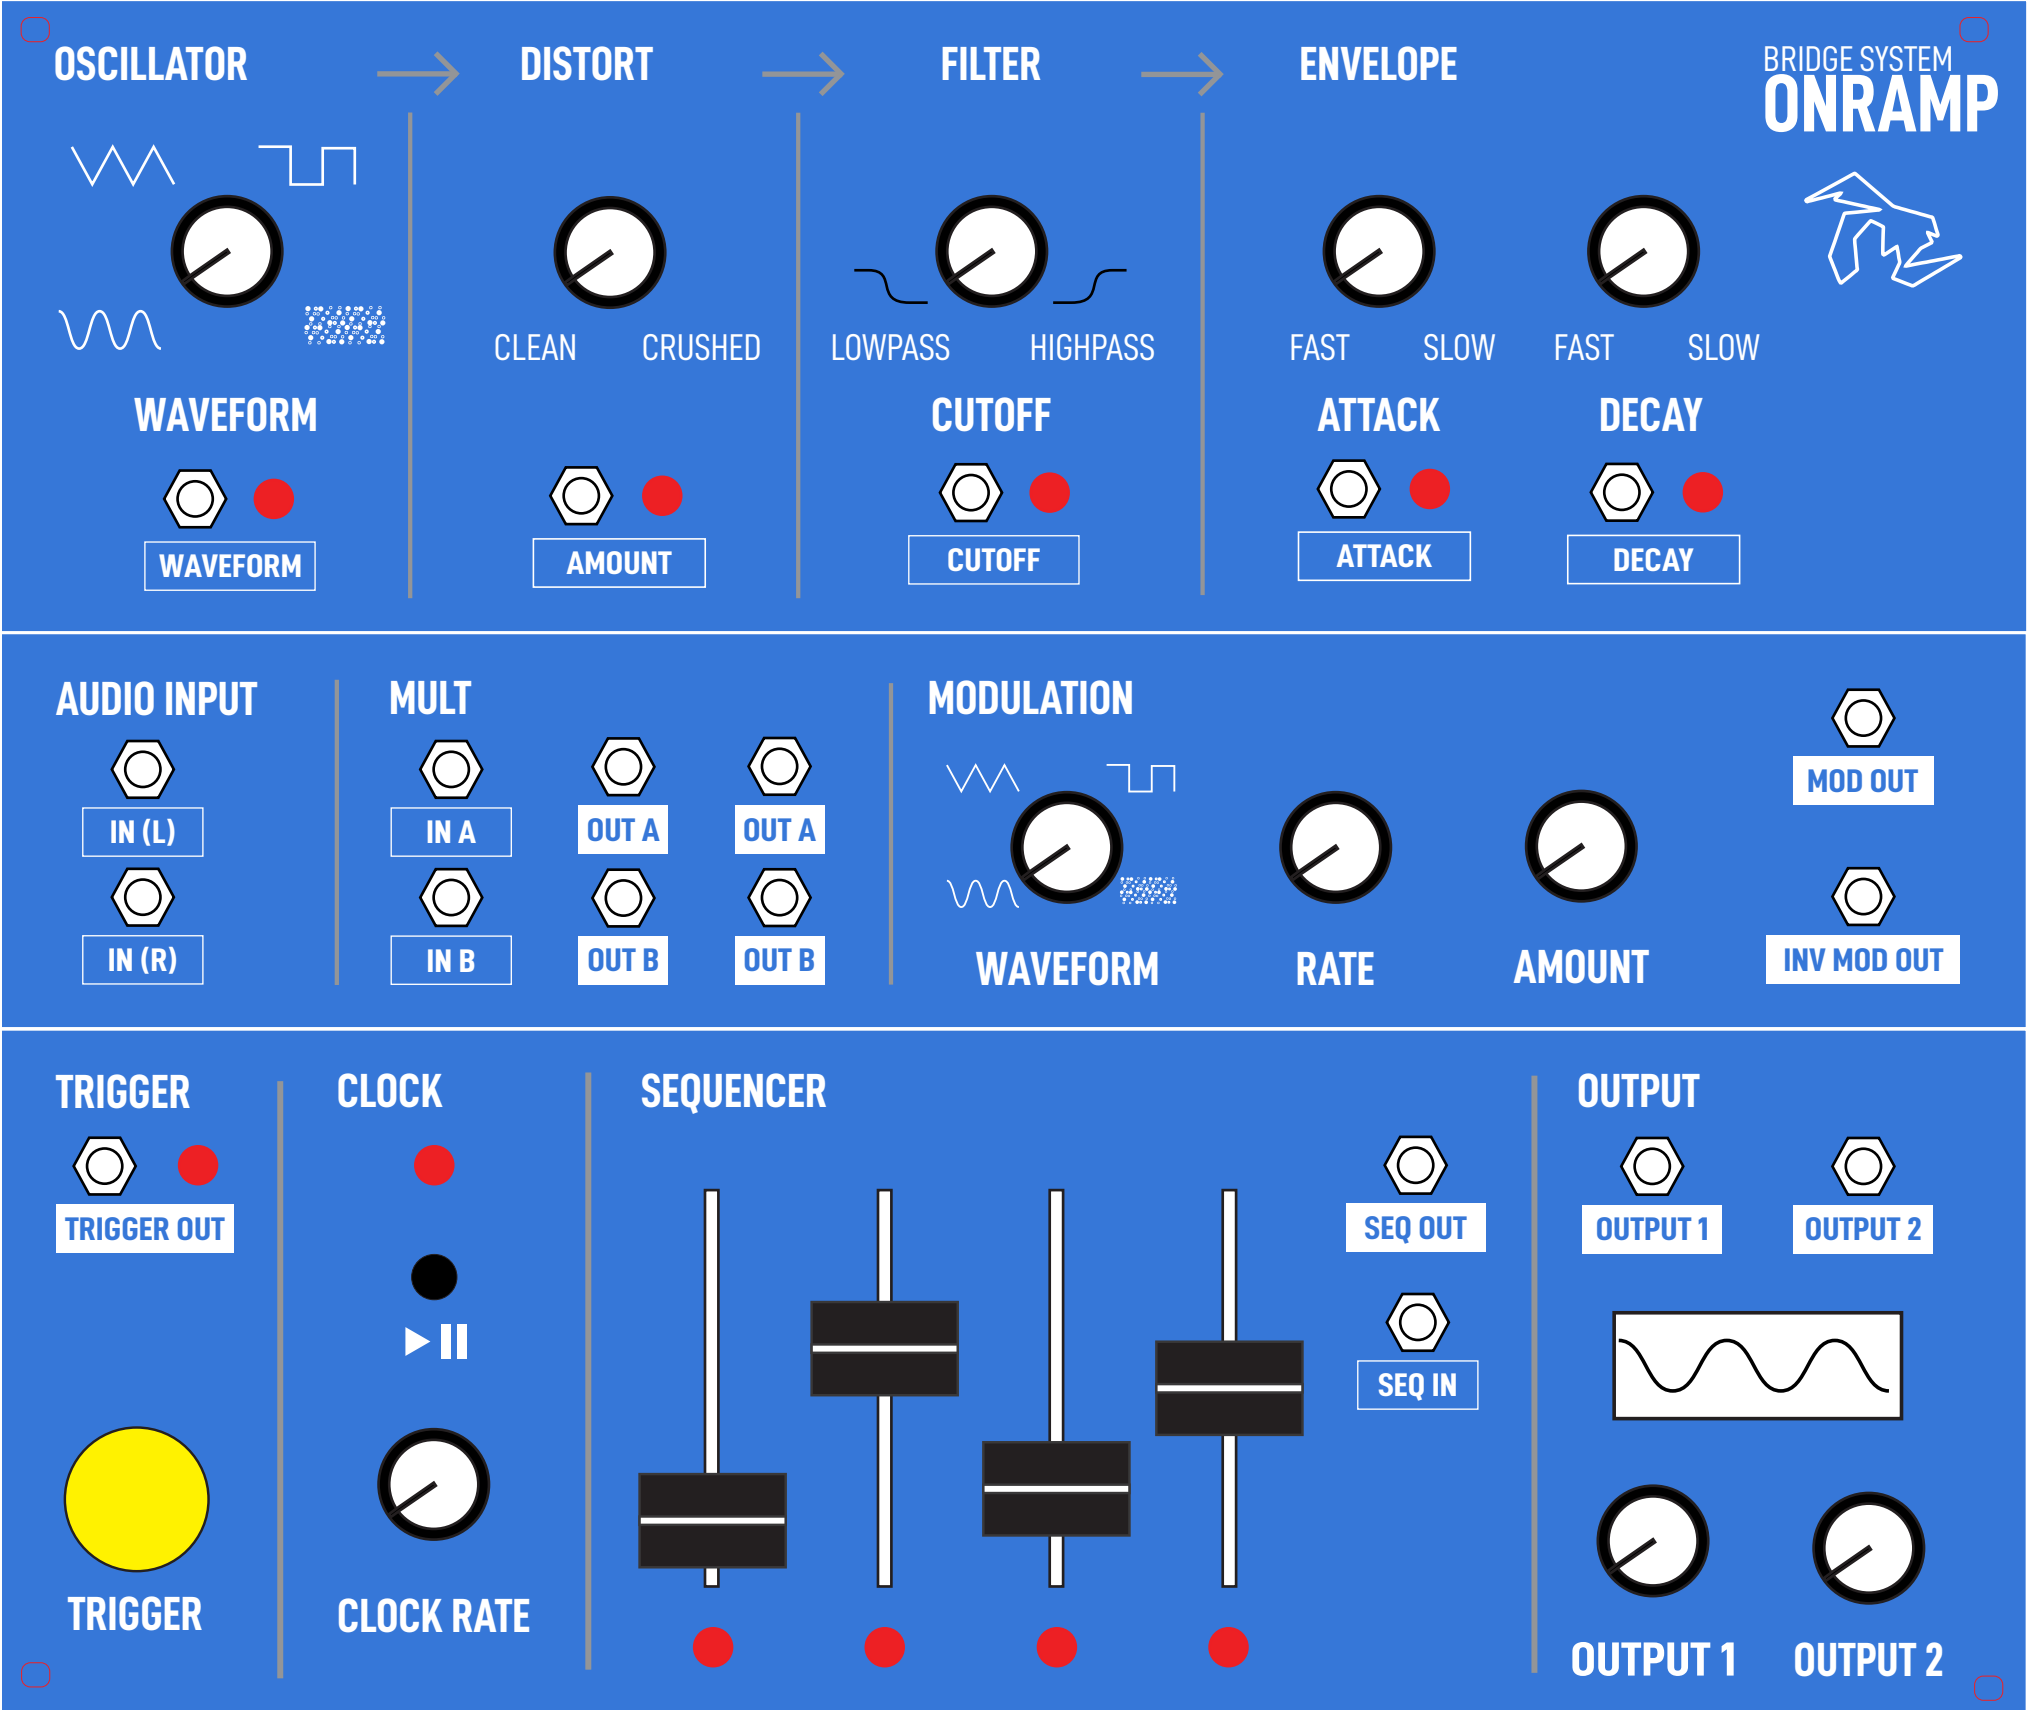 OSCILLATOR
DISTORT
FILTER
ENVELOPE
BRIDGE SYSTEM
ONRAMP
CLEAN
CRUSHED
LOWPASS
HIGHPASS
FAST
SLOW
FAST
SLOW
WAVEFORM
CUTOFF
ATTACK
DECAY
WAVEFORM
AMOUNT
CUTOFF
ATTACK
DECAY
AUDIO INPUT
IN (L)
IN (R)
MULT
IN A
OUT A
OUT A
IN B
OUT B
OUT B
MODULATION
WAVEFORM
RATE
AMOUNT
MOD OUT
INV MOD OUT
TRIGGER
TRIGGER OUT
TRIGGER
CLOCK
CLOCK RATE
SEQUENCER
SEQ OUT
SEQ IN
OUTPUT
OUTPUT 1
OUTPUT 2
OUTPUT 1
OUTPUT 2